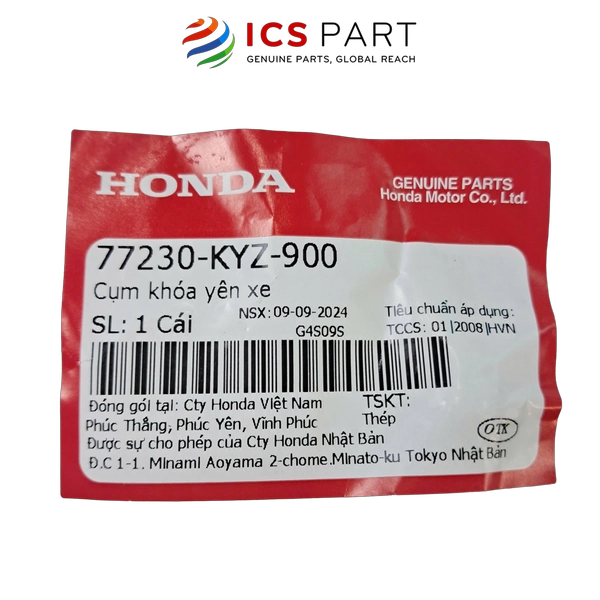 ICS PART
GENUINE PARTS, GLOBAL REACH
HONDA
GENUINE PARTS
Honda Motor Co., Ltd.
77230-KYZ-900
Cụm khóa yên xe
NSX: 09-09-2024
Tiêu chuẩn áp dụng:
SL: 1 Cái
G4S09S
TCCS: 01|2008|HVN
Đóng gói tại: Cty Honda Việt Nam
TSKT:
Phúc Thắng, Phúc Yên, Vĩnh Phúc
Thép
Được sự cho phép của Cty Honda Nhật Bản
OTK
Đ.C 1-1. Minami Aoyama 2-chome.Minato-ku Tokyo Nhật Bản